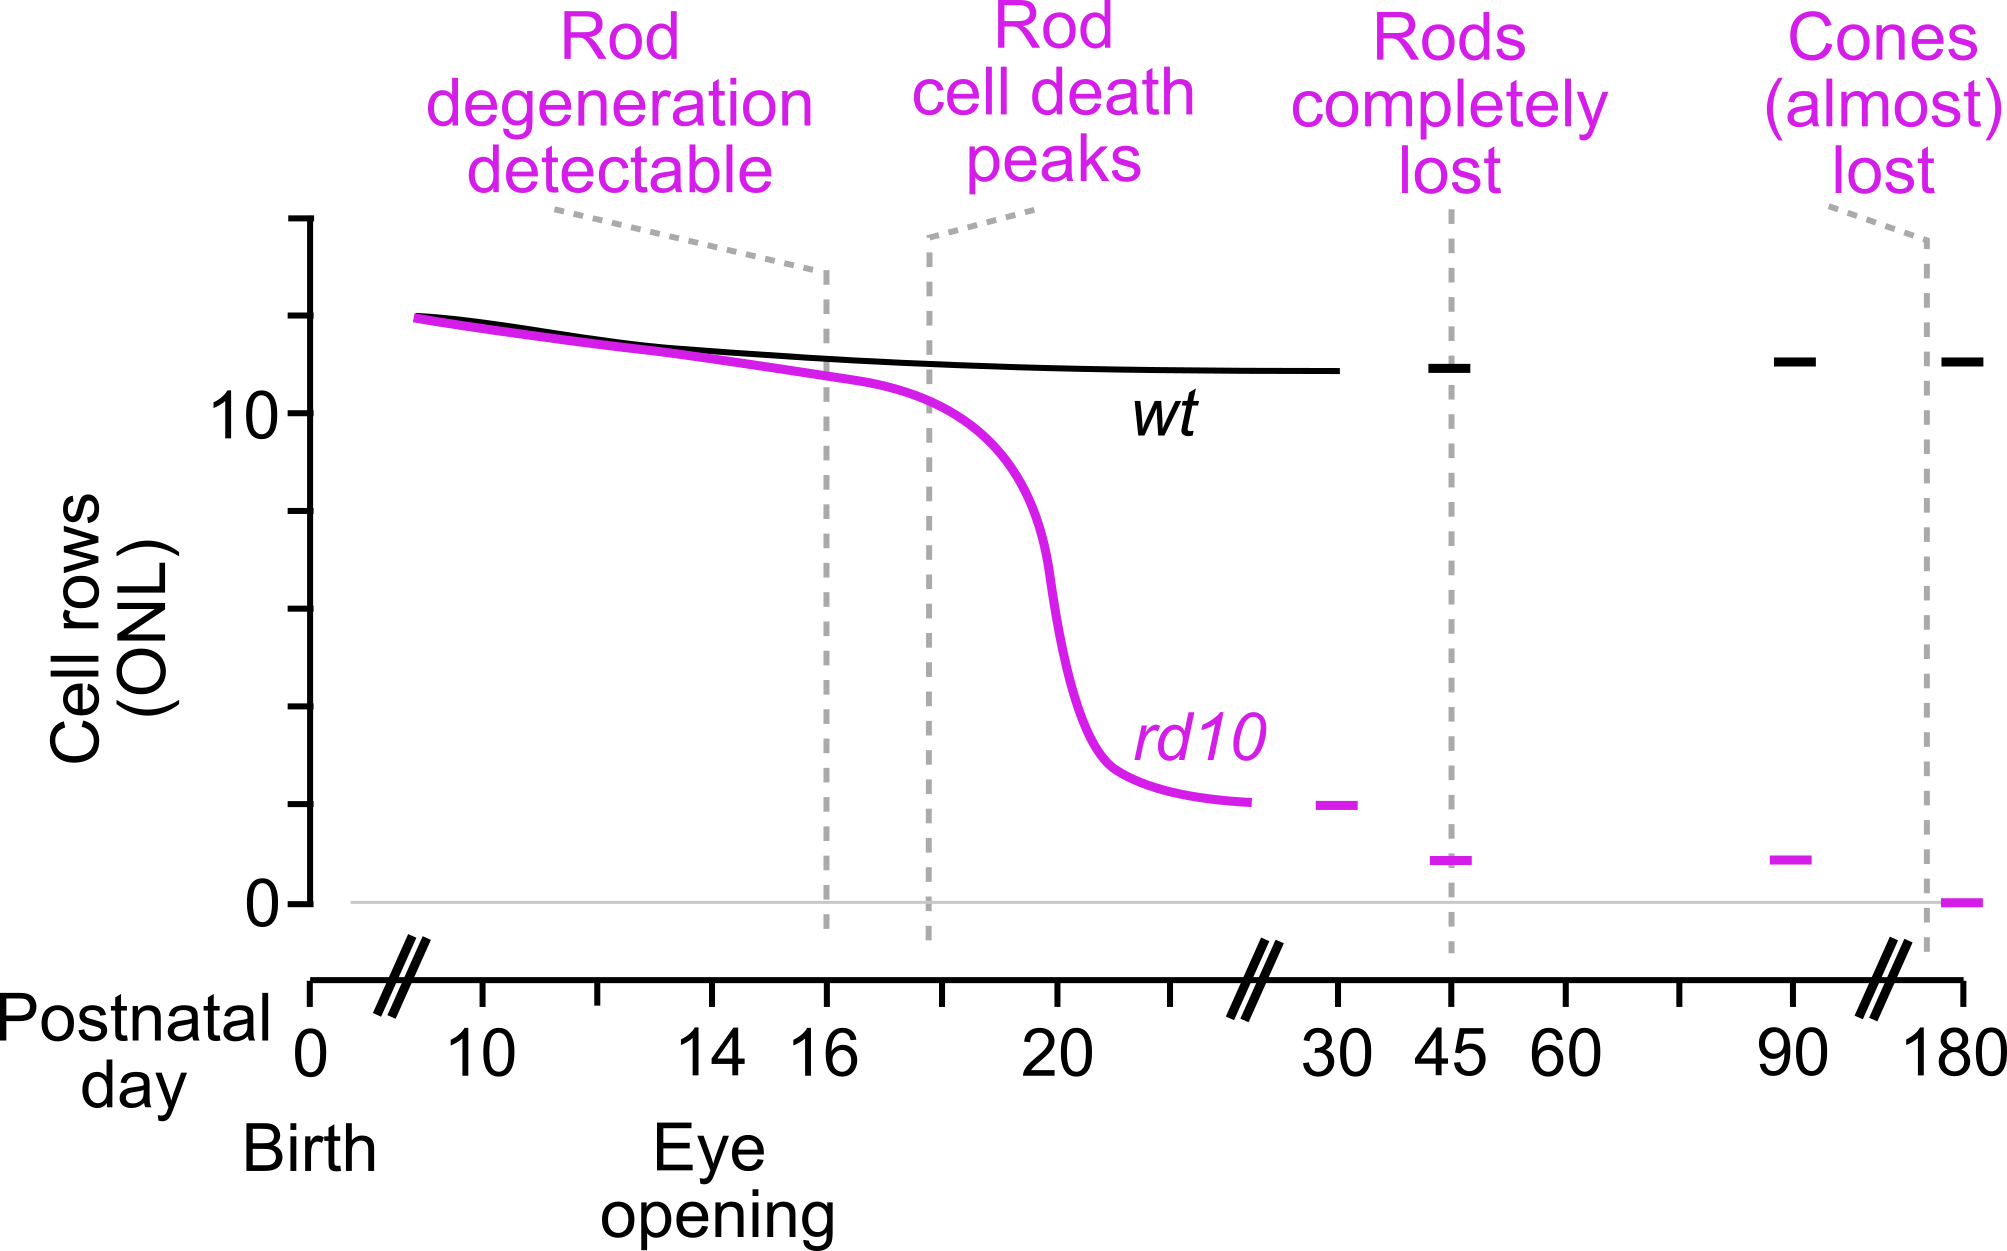 Rod
degeneration
detectable
Rod
cell death
peaks
Rods
completely
lost
Cones
(almost)
lost
10
0
Cell rows
(ONL)
wt
rd10
Postnatal
day
0
10
14
16
20
30
45
60
90
180
Birth
Eye
opening